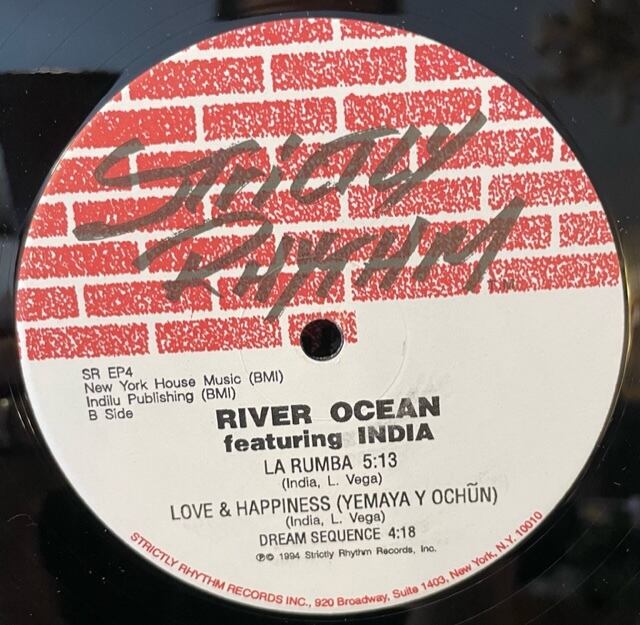 STRICTLY
RHYTHM
T.M.
SR EP4
New York House Music (BMI)
Indilu Publishing (BMI)
B Side
RIVER OCEAN
featuring INDIA
LA RUMBA 5:13
(India, L. Vega)
LOVE & HAPPINESS (YEMAYA Y OCHŨN)
(India, L. Vega)
DREAM SEQUENCE 4:18
℗© 1994 Strictly Rhythm Records, Inc.
STRICTLY RHYTHM RECORDS INC., 920 Broadway, Suite 1403, New York, N.Y. 10010